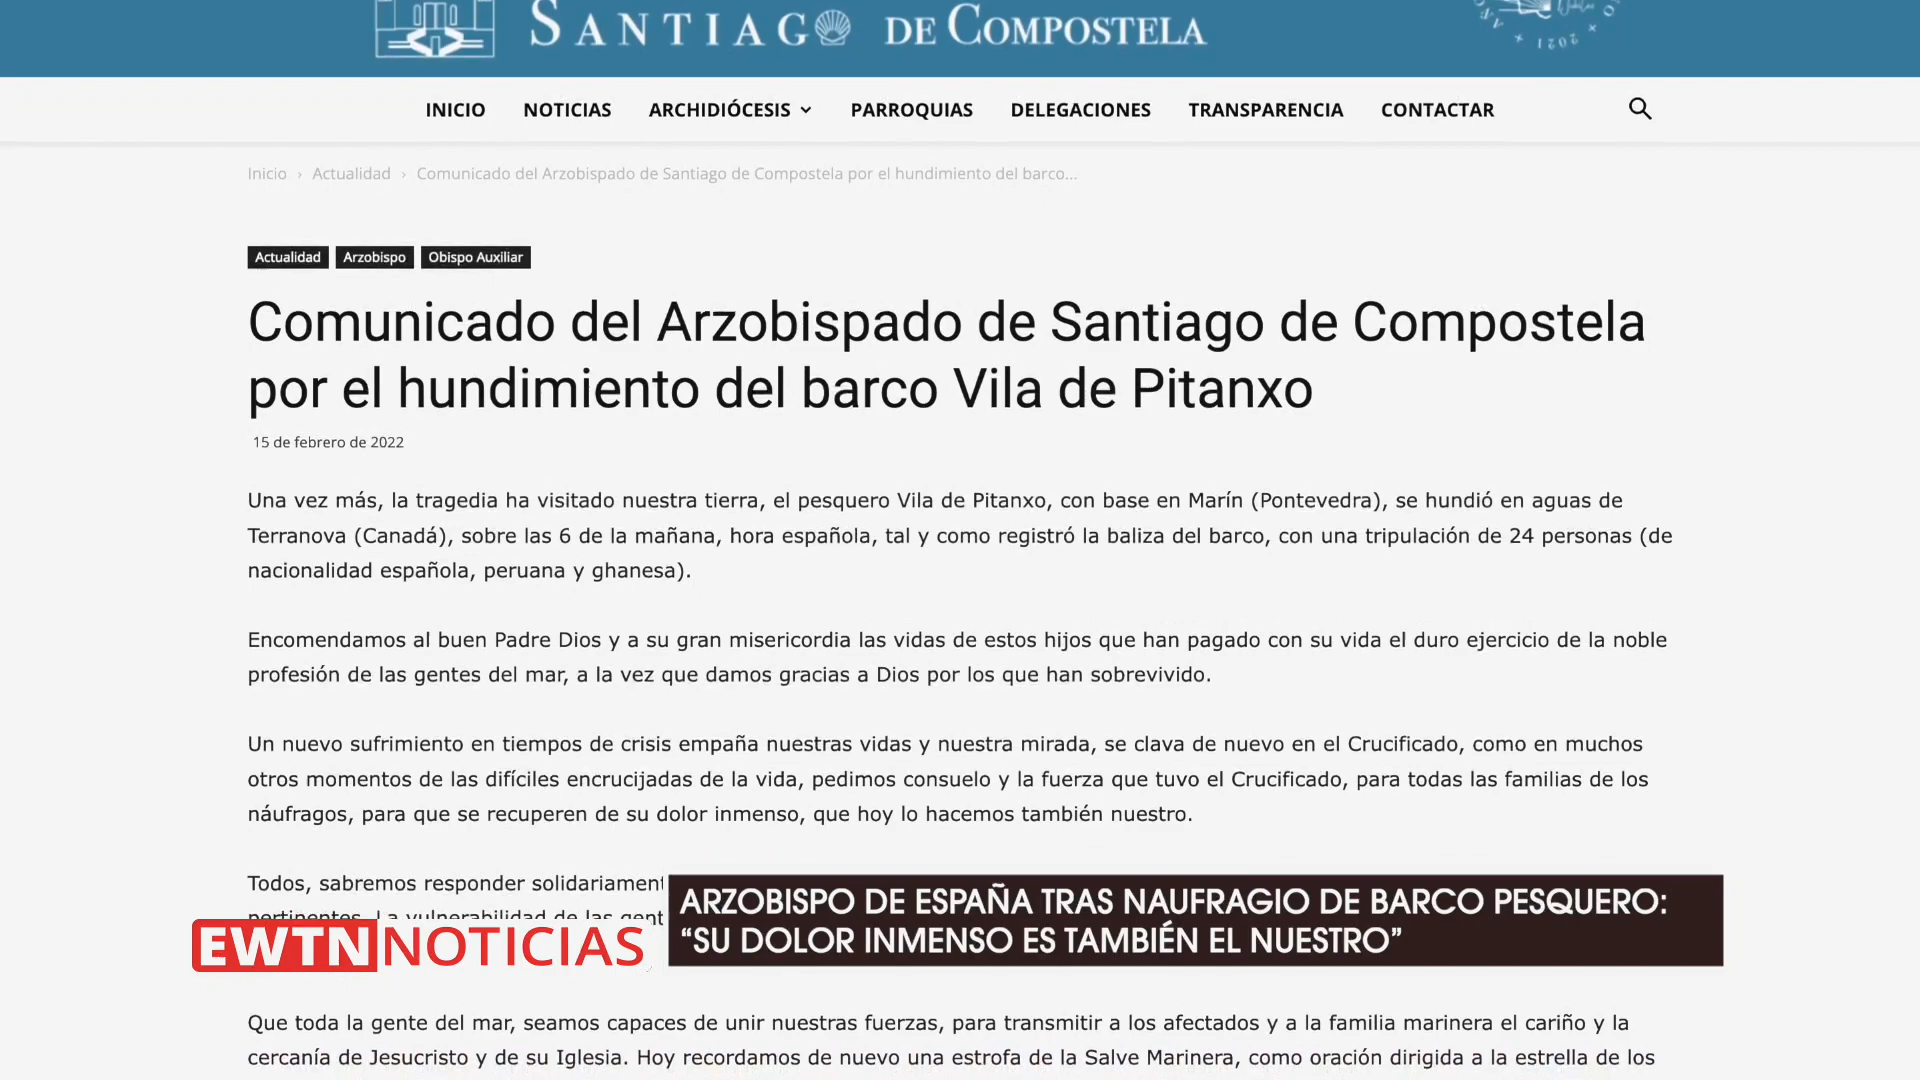 SANTIAGO DE COMPOSTELA
2021
INICIO NOTICIAS ARCHIDIÓCESIS PARROQUIAS DELEGACIONES TRANSPARENCIA CONTACTAR
Inicio › Actualidad › Comunicado del Arzobispado de Santiago de Compostela por el hundimiento del barco...
Actualidad Arzobispo Obispo Auxiliar
Comunicado del Arzobispado de Santiago de Compostela
por el hundimiento del barco Vila de Pitanxo
15 de febrero de 2022
Una vez más, la tragedia ha visitado nuestra tierra, el pesquero Vila de Pitanxo, con base en Marín (Pontevedra), se hundió en aguas de
Terranova (Canadá), sobre las 6 de la mañana, hora española, tal y como registró la baliza del barco, con una tripulación de 24 personas (de
nacionalidad española, peruana y ghanesa).
Encomendamos al buen Padre Dios y a su gran misericordia las vidas de estos hijos que han pagado con su vida el duro ejercicio de la noble
profesión de las gentes del mar, a la vez que damos gracias a Dios por los que han sobrevivido.
Un nuevo sufrimiento en tiempos de crisis empaña nuestras vidas y nuestra mirada, se clava de nuevo en el Crucificado, como en muchos
otros momentos de las difíciles encrucijadas de la vida, pedimos consuelo y la fuerza que tuvo el Crucificado, para todas las familias de los
náufragos, para que se recuperen de su dolor inmenso, que hoy lo hacemos también nuestro.
Todos, sabremos responder solidariament
pertinentes. La vulnerabilidad de las gent
EWTN NOTICIAS
ARZOBISPO DE ESPAÑA TRAS NAUFRAGIO DE BARCO PESQUERO:
“SU DOLOR INMENSO ES TAMBIÉN EL NUESTRO”
Que toda la gente del mar, seamos capaces de unir nuestras fuerzas, para transmitir a los afectados y a la familia marinera el cariño y la
cercanía de Jesucristo y de su Iglesia. Hoy recordamos de nuevo una estrofa de la Salve Marinera, como oración dirigida a la estrella de los